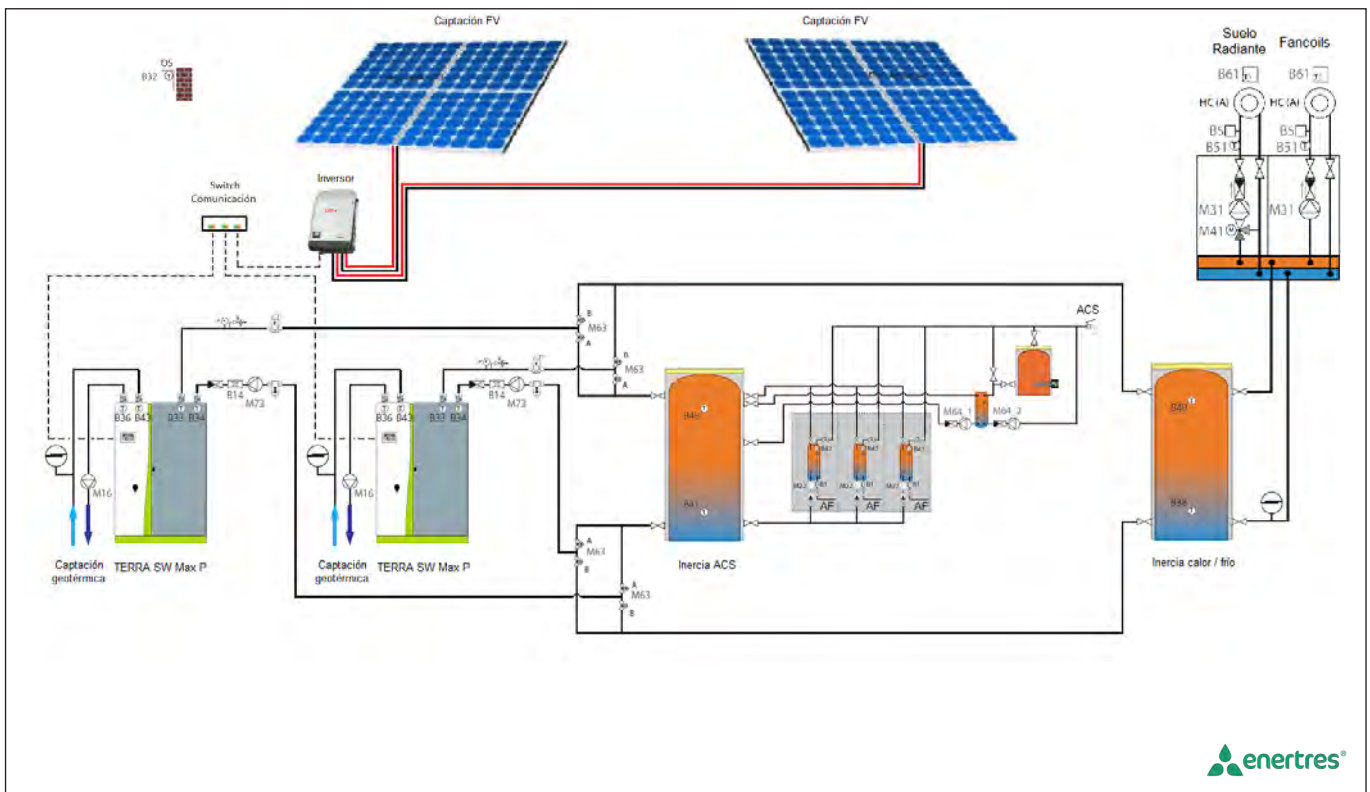 Captación FV
Captación FV
Suelo
Radiante
Fancoils
OS
B32
B61
B61
HC (A)
HC (A)
B5
B5
B51
B51
Switch
Comunicación
Inversor
M31
M31
M41
B
M63
A
B
M63
A
ACS
B14
M73
B14
M73
B36 B43
B33 B34
B36 B43
B33 B34
M64_1
M64_2
B40
M16
M16
B41
B38
B1
B1
B1
AF
AF
AF
A
M63
B
A
M63
B
Captación
geotérmica
TERRA SW Max P
Captación
geotérmica
TERRA SW Max P
Inercia ACS
Inercia calor / frío
enertres®